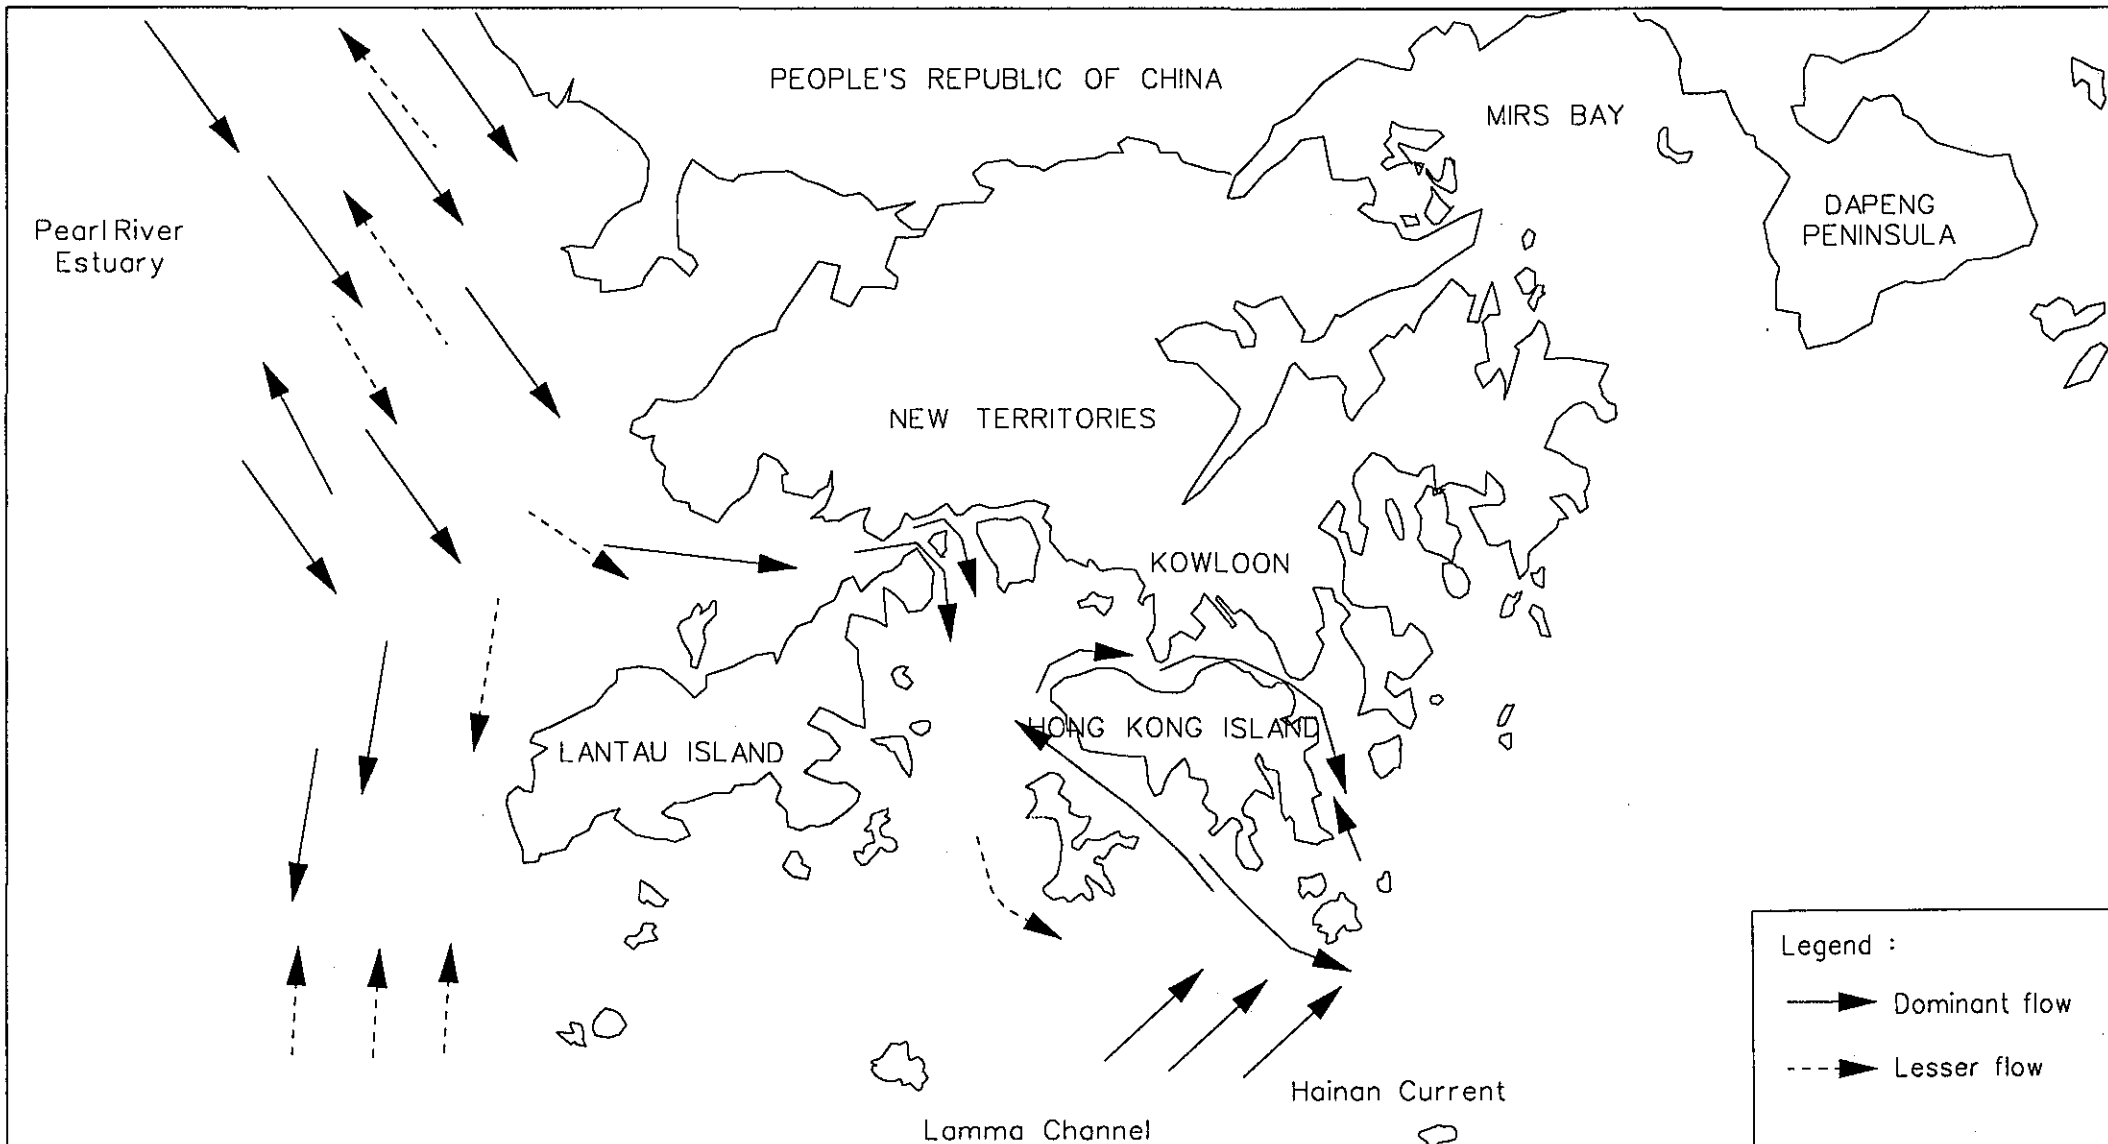 PEOPLE'S REPUBLIC OF CHINA
MIRS BAY
DAPENG
PENINSULA
Pearl River
Estuary
NEW TERRITORIES
KOWLOON
HONG KONG ISLAND
LANTAU ISLAND
Legend :
Dominant flow
Lesser flow
Hainan Current
Lamma Channel